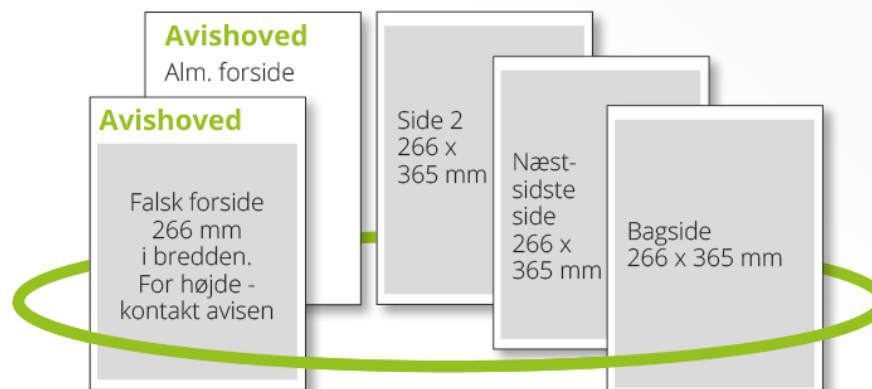 Avishoved
Alm. forside
Avishoved
Falsk forside
266 mm
i bredden.
For højde -
kontakt avisen
Side 2
266 x
365 mm
Næst-
sidste
side
266 x
365 mm
Bagside
266 x 365 mm